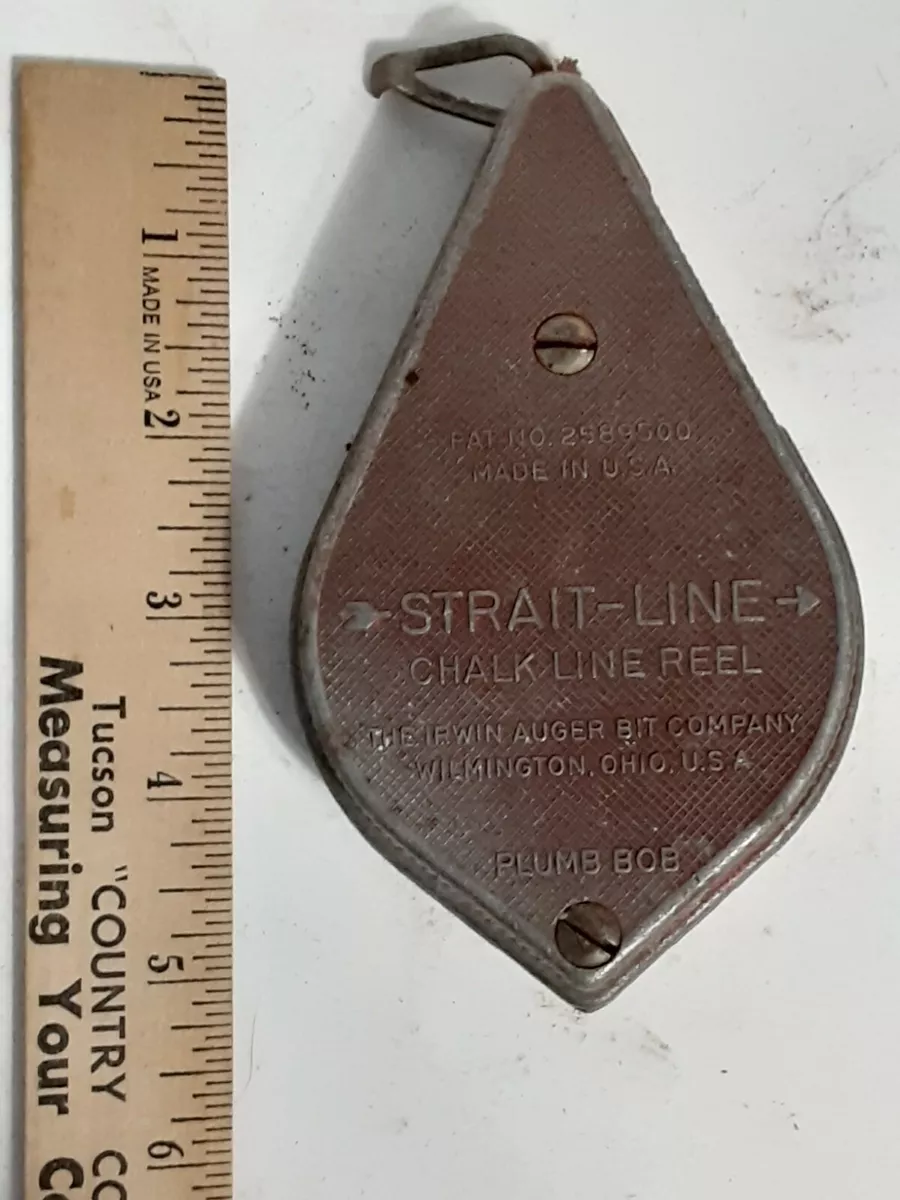 PAT. NO. 2589500
MADE IN U.S.A.
STRAIT-LINE
CHALK LINE REEL
THE IRWIN AUGER BIT COMPANY
WILMINGTON, OHIO, U.S.A
PLUMB BOB
1
MADE IN USA
2
3
4
5
6
Tucson "COUNTRY
Measuring Your